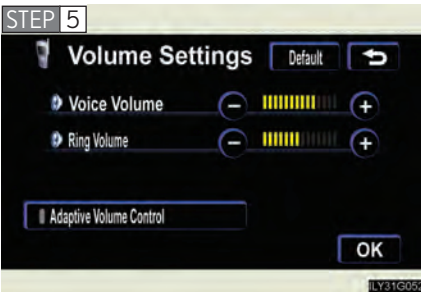 STEP 5
Volume Settings Default
Voice Volume
Ring Volume
Adaptive Volume Control
OK
ILY31G052